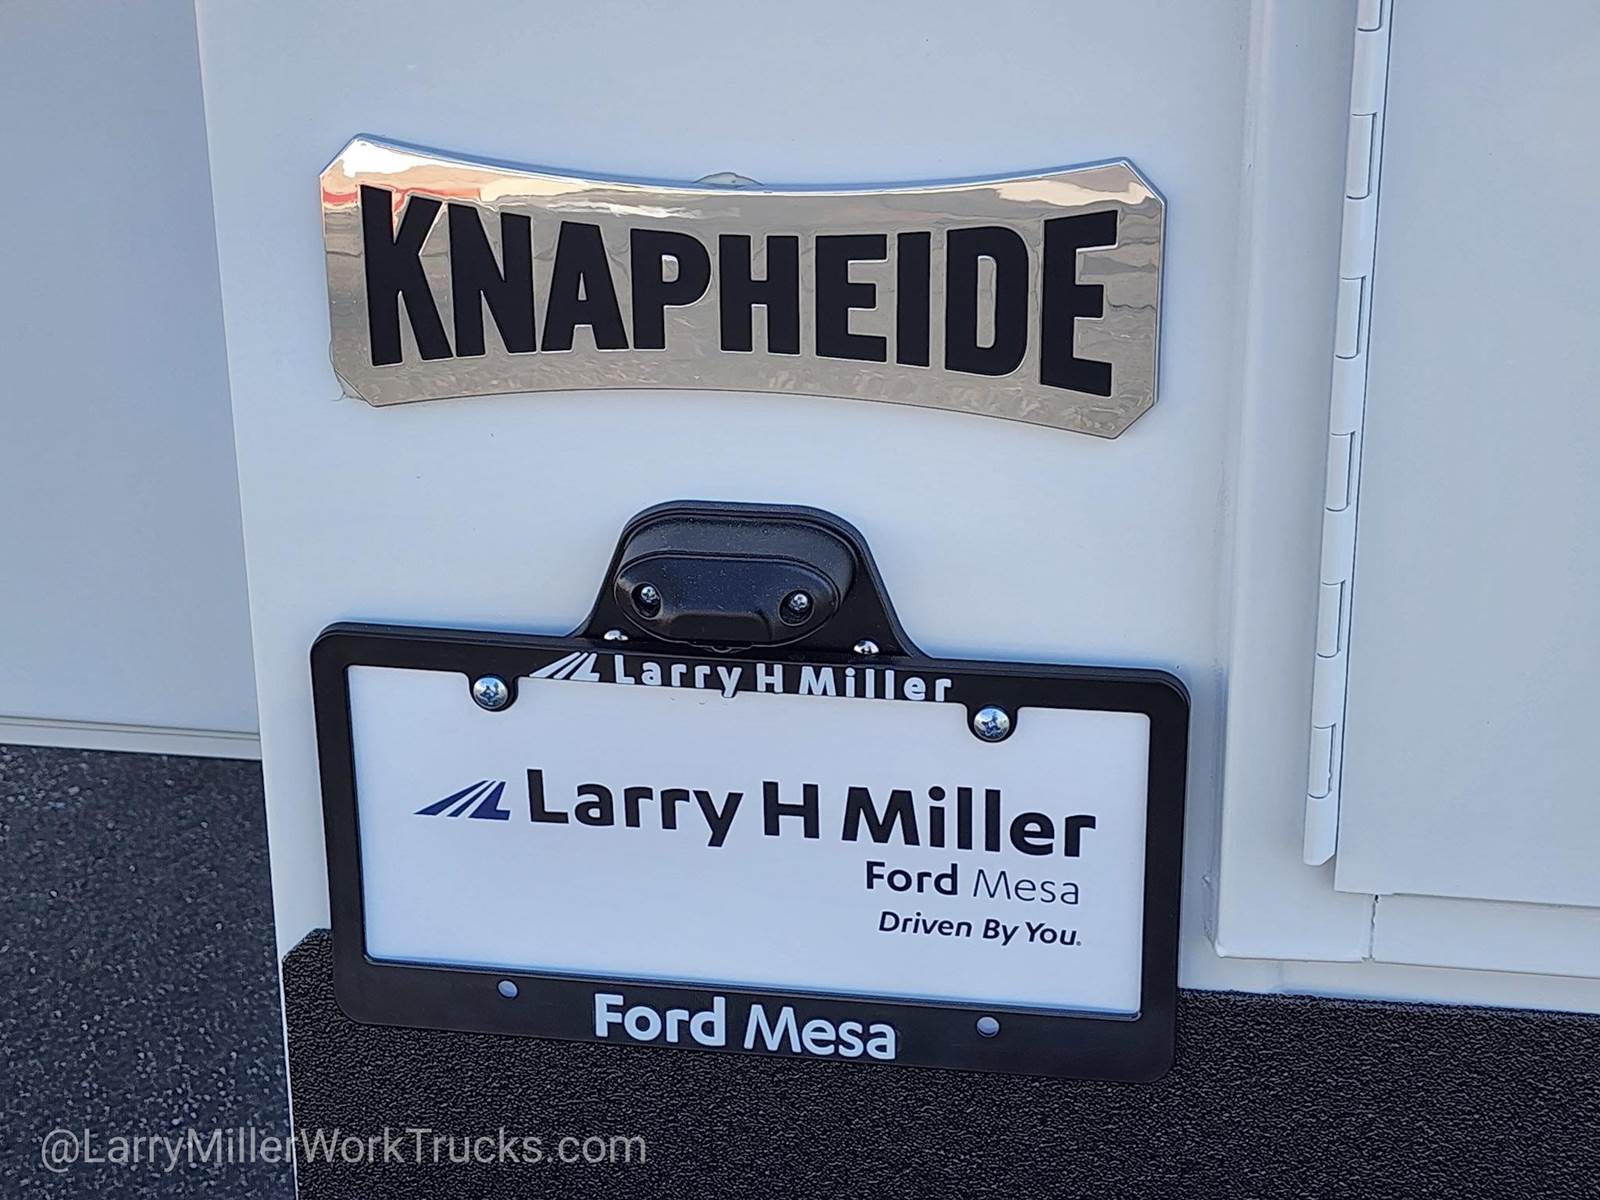 KNAPHEIDE
Larry H Miller
Larry H Miller
Ford Mesa
Driven By You.
Ford Mesa
@LarryMillerWorkTrucks.com